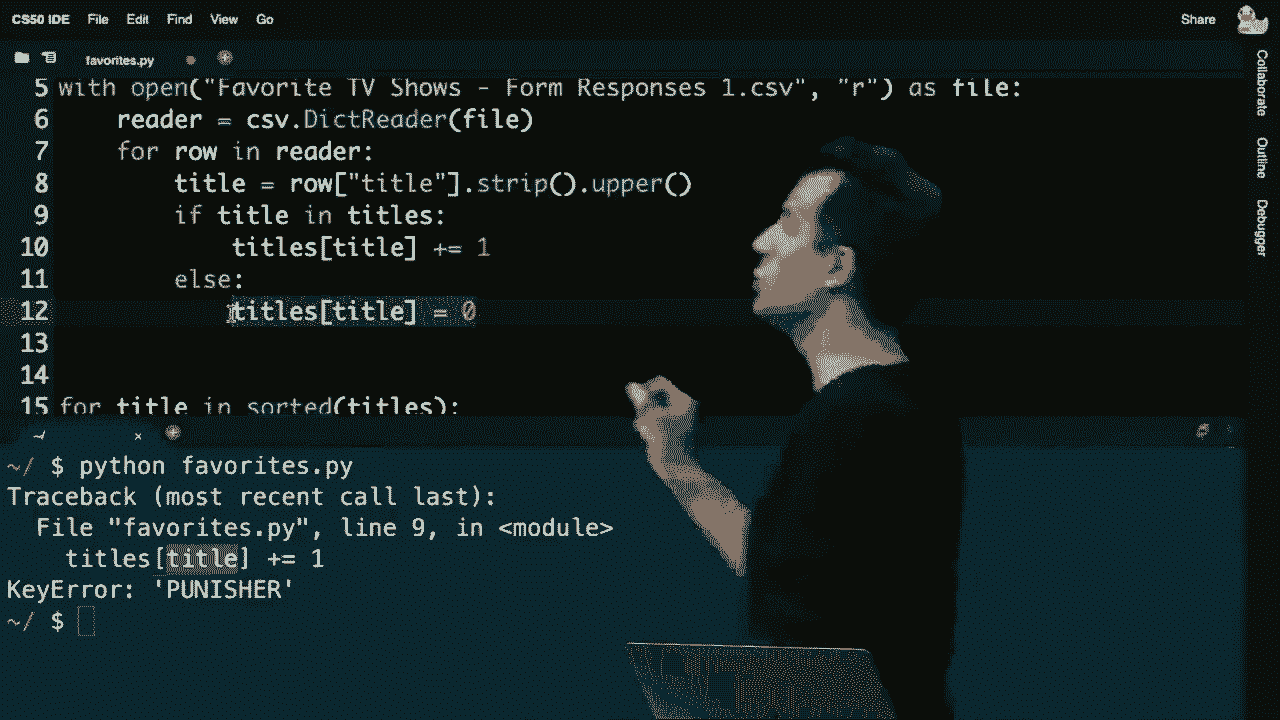 CS50 IDE File Edit Find View Go Share
favorites.py
5 with open("Favorite TV Shows - Form Responses 1.csv", "r") as file:
6 reader = csv.DictReader(file)
7 for row in reader:
8 title = row["title"].strip().upper()
9 if title in titles:
10 titles[title] += 1
11 else:
12 titles[title] = 0
13
14
15 for title in sorted(titles):
~/ $ python favorites.py
Traceback (most recent call last):
File "favorites.py", line 9, in <module>
titles[title] += 1
KeyError: 'PUNISHER'
~/ $
Collaborate
Outline
Debugger